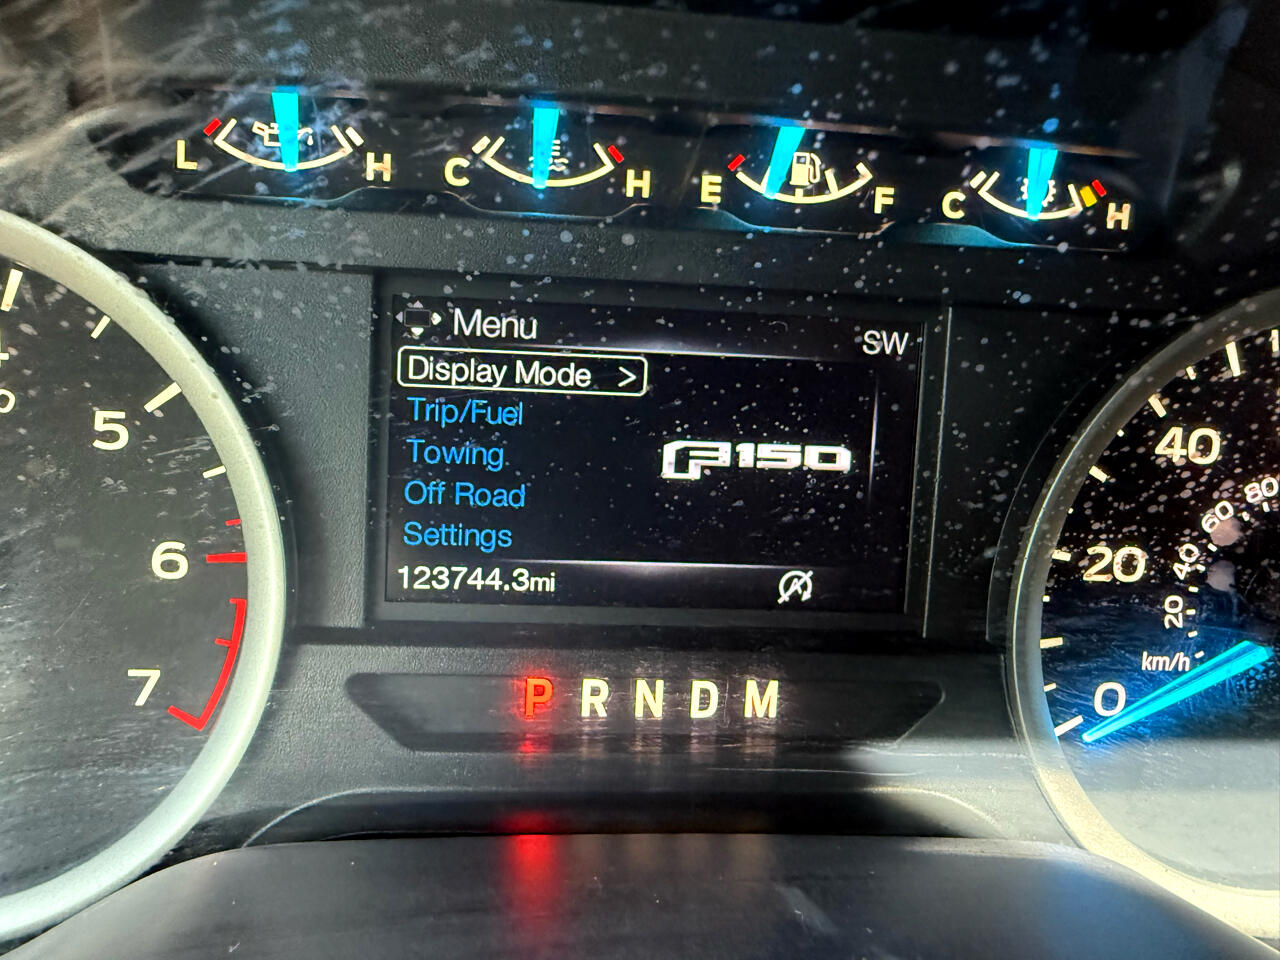 L H C H E F C H
Menu
SW
Display Mode >
Trip/Fuel
Towing
F150
Off Road
Settings
123744.3mi
5
6
7
P R N D M
40
20
0
80
60
40
20
km/h